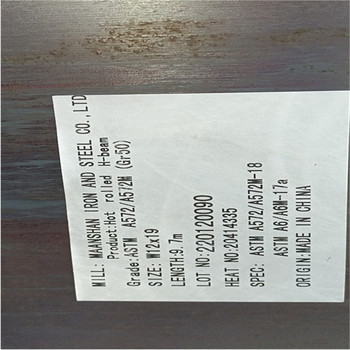 MILL: MAANSHAN IRON AND STEEL CO.,LTD
Product:Hot rolled H-beam
Grade:ASTM A572/A572M (Gr50)
SIZE: W12x19
LENGTH:9.7m
LOT NO:220120090
HEAT NO:20414335
SPEC: ASTM A572/A572M-18
ASTM A6/A6M-17a
ORIGIN:MADE IN CHINA